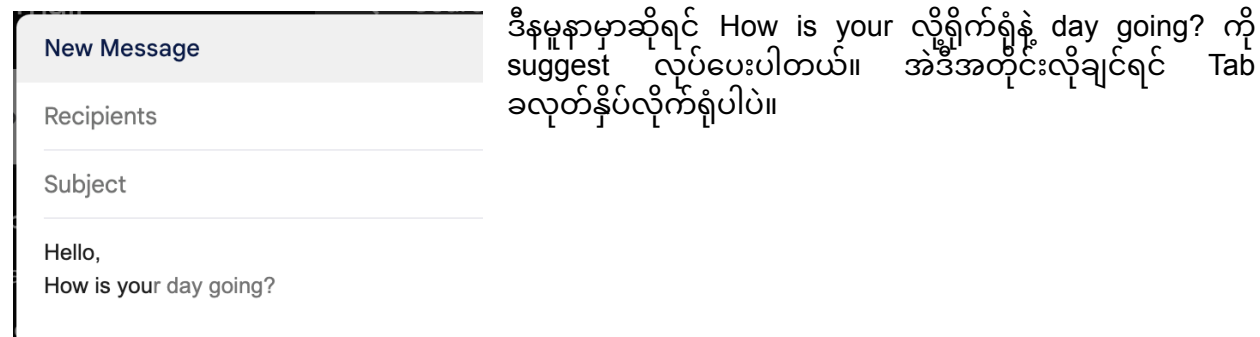 New Message
Recipients
Subject
Hello,
How is your day going?
ဒီနမူနာမှာဆိုရင် How is your လို့ရိုက်ရုံနဲ့ day going? ကို
suggest လုပ်ပေးပါတယ်။ အဲဒီအတိုင်းလိုချင်ရင် Tab
ခလုတ်နှိပ်လိုက်ရုံပါပဲ။